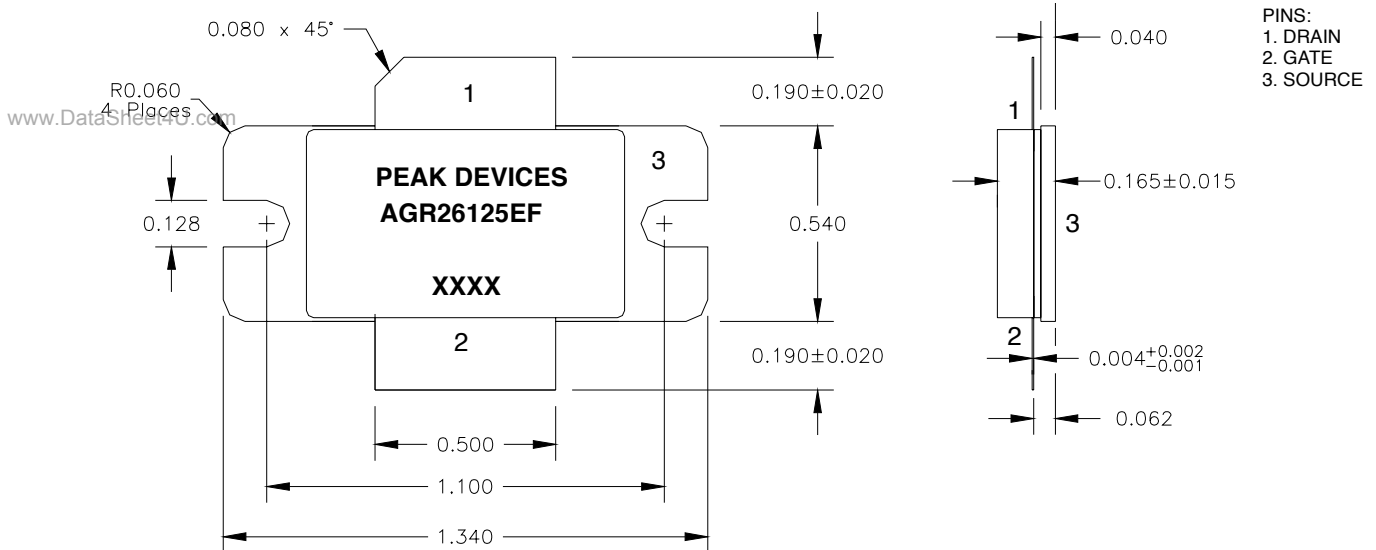 0.080 x 45°
R0.060
4 Places
www.DataSheet4U.com
1
0.190±0.020
PEAK DEVICES
AGR26125EF
XXXX
3
0.128
0.540
2
0.190±0.020
0.500
1.100
1.340
0.040
1
0.165±0.015
3
2
0.004+0.002
-0.001
0.062
PINS:
1. DRAIN
2. GATE
3. SOURCE